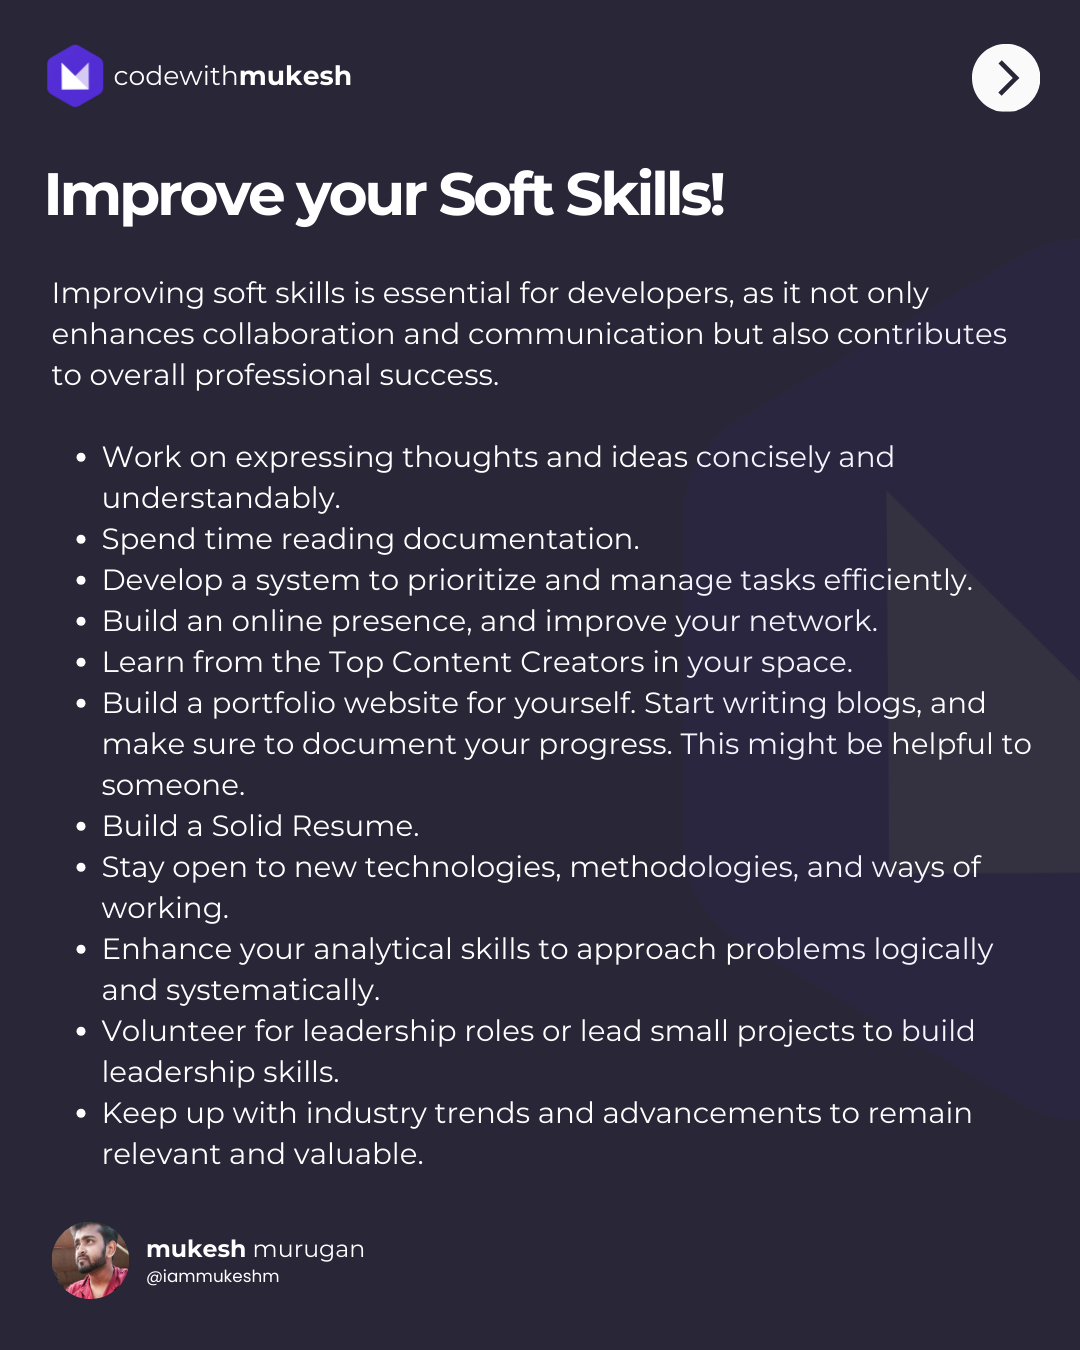 codewithmukesh
Improve your Soft Skills!
Improving soft skills is essential for developers, as it not only
enhances collaboration and communication but also contributes
to overall professional success.
• Work on expressing thoughts and ideas concisely and
understandably.
• Spend time reading documentation.
• Develop a system to prioritize and manage tasks efficiently.
• Build an online presence, and improve your network.
• Learn from the Top Content Creators in your space.
• Build a portfolio website for yourself. Start writing blogs, and
make sure to document your progress. This might be helpful to
someone.
• Build a Solid Resume.
• Stay open to new technologies, methodologies, and ways of
working.
• Enhance your analytical skills to approach problems logically
and systematically.
• Volunteer for leadership roles or lead small projects to build
leadership skills.
• Keep up with industry trends and advancements to remain
relevant and valuable.
mukesh murugan
@iammukeshm